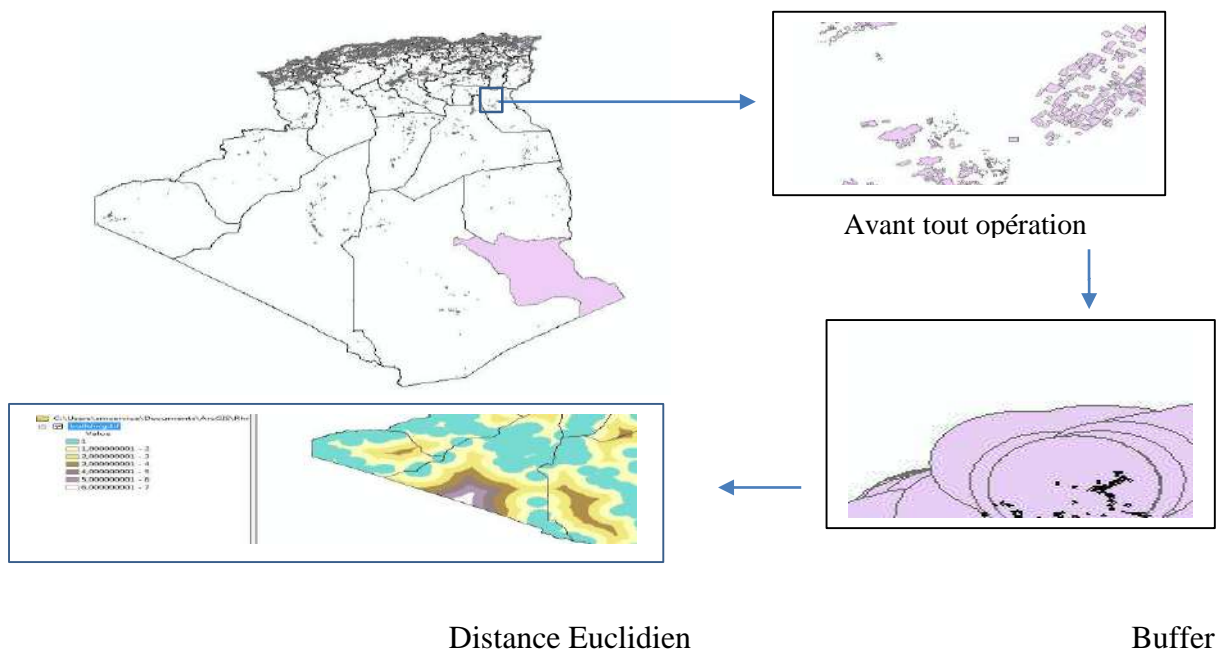 Avant tout opération
Value
1
1,000000001 - 2
2,000000001 - 3
3,000000001 - 4
4,000000001 - 5
5,000000001 - 6
6,000000001 - 7
Distance Euclidien
Buffer